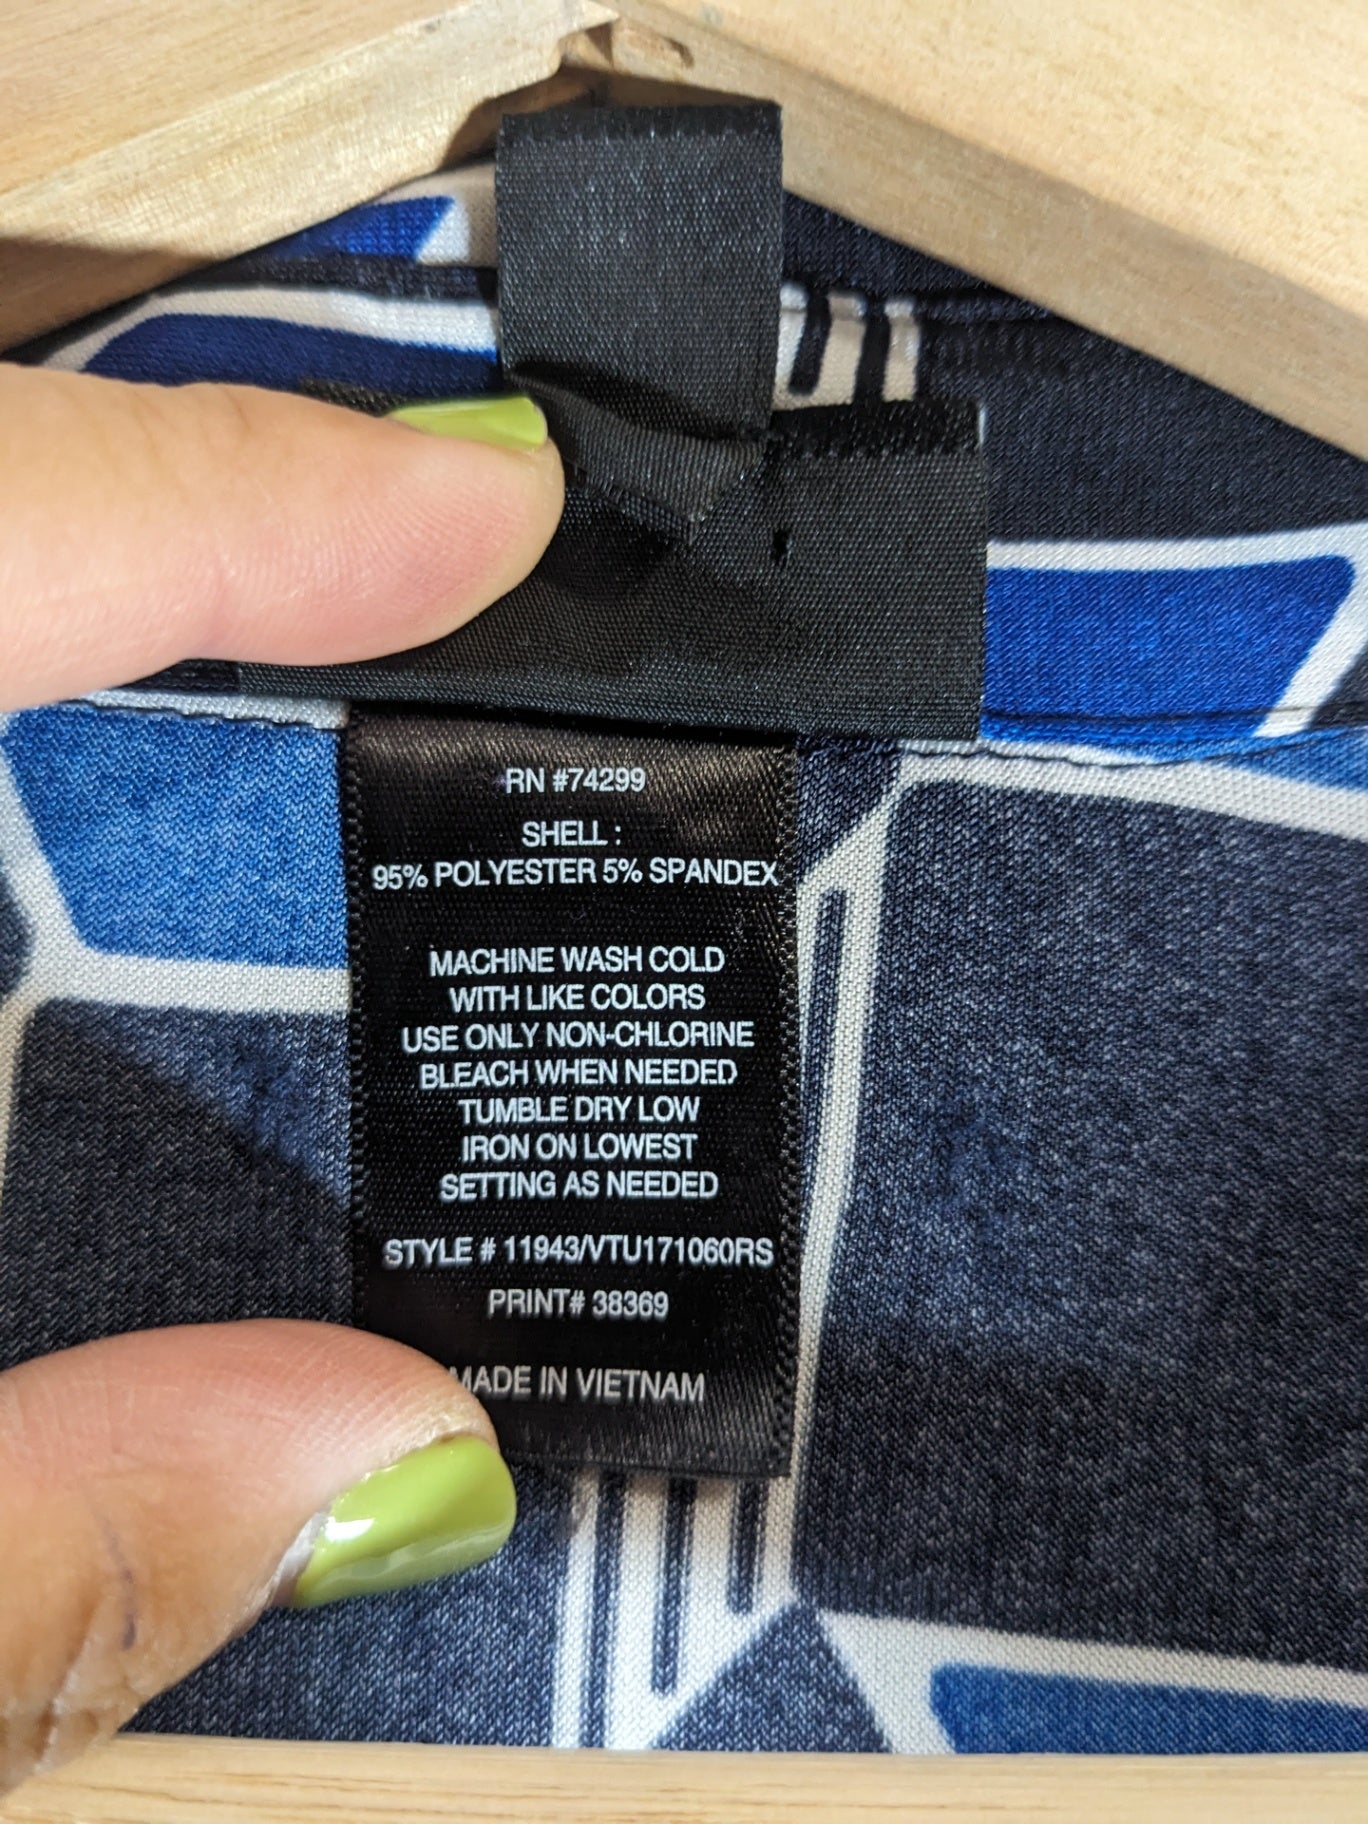 RN #74299
SHELL :
95% POLYESTER 5% SPANDEX
MACHINE WASH COLD
WITH LIKE COLORS
USE ONLY NON-CHLORINE
BLEACH WHEN NEEDED
TUMBLE DRY LOW
IRON ON LOWEST
SETTING AS NEEDED
STYLE # 11943/VTU171060RS
PRINT# 38369
MADE IN VIETNAM